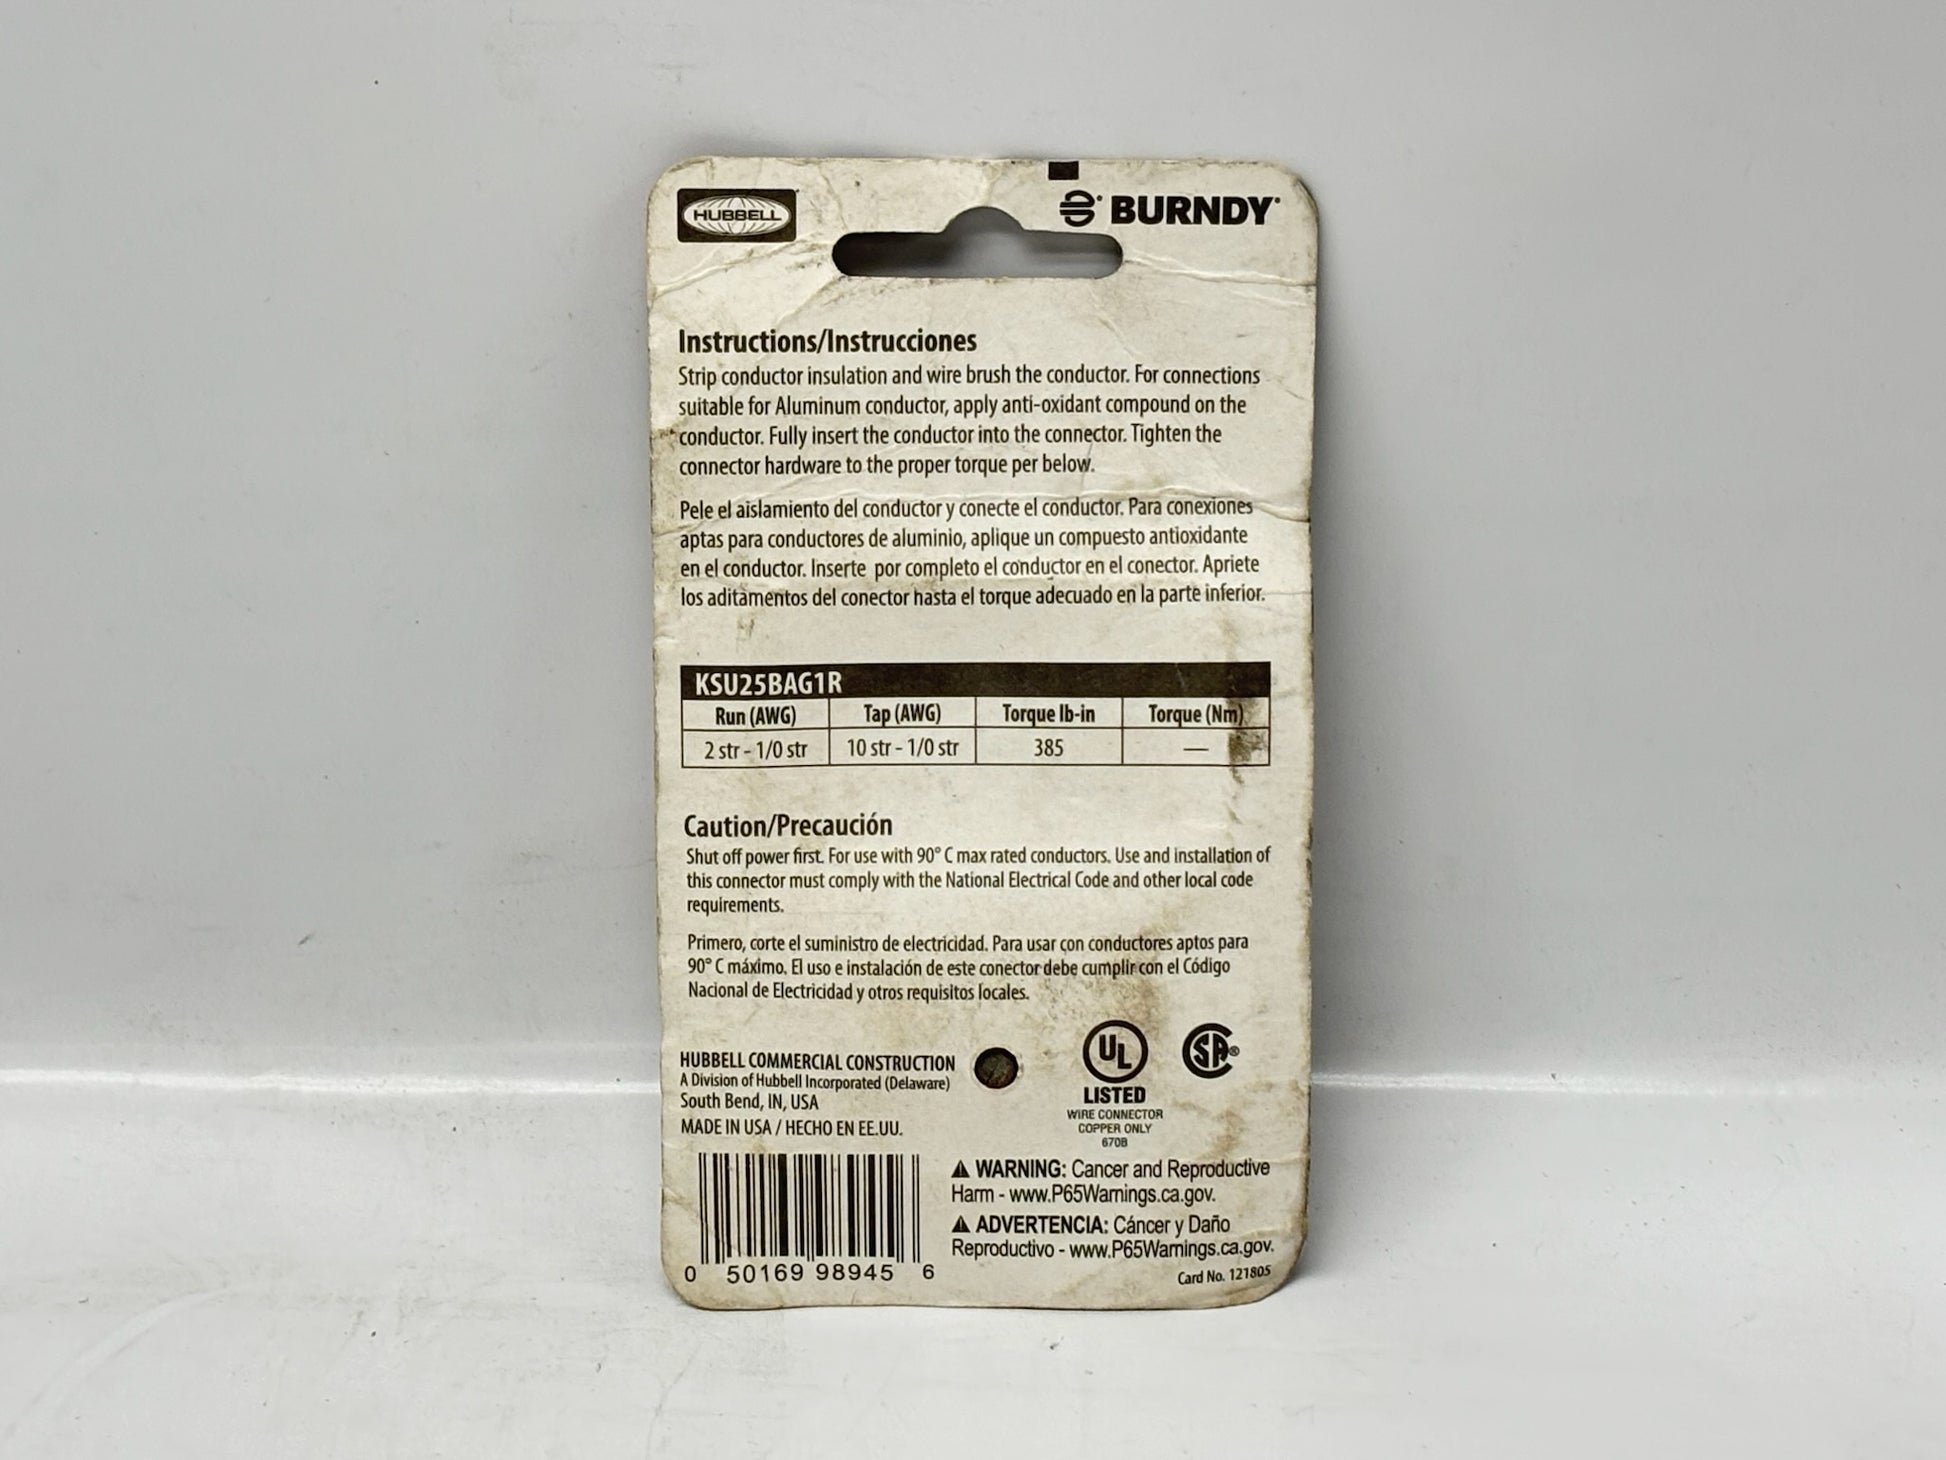 HUBBELL
BURNDY
Instructions/Instrucciones
Strip conductor insulation and wire brush the conductor. For connections
suitable for Aluminum conductor, apply anti-oxidant compound on the
conductor. Fully insert the conductor into the connector. Tighten the
connector hardware to the proper torque per below.
Pele el aislamiento del conductor y conecte el conductor. Para conexiones
aptas para conductores de aluminio, aplique un compuesto antioxidante
en el conductor. Inserte por completo el conductor en el conector. Apriete
los aditamentos del conector hasta el torque adecuado en la parte inferior.
KSU25BAG1R
Run (AWG) Tap (AWG) Torque lb-in Torque (Nm)
2 str - 1/0 str 10 str - 1/0 str 385 —
Caution/Precaución
Shut off power first. For use with 90° C max rated conductors. Use and installation of
this connector must comply with the National Electrical Code and other local code
requirements.
Primero, corte el suministro de electricidad. Para usar con conductores aptos para
90° C máximo. El uso e instalación de este conector debe cumplir con el Código
Nacional de Electricidad y otros requisitos locales.
HUBBELL COMMERCIAL CONSTRUCTION
A Division of Hubbell Incorporated (Delaware)
South Bend, IN, USA
MADE IN USA / HECHO EN EE.UU.
UL
LISTED
WIRE CONNECTOR
COPPER ONLY
670B
SA®
⚠ WARNING: Cancer and Reproductive
Harm - www.P65Warnings.ca.gov.
⚠ ADVERTENCIA: Cáncer y Daño
Reproductivo - www.P65Warnings.ca.gov.
0 50169 98945 6
Card No. 121805